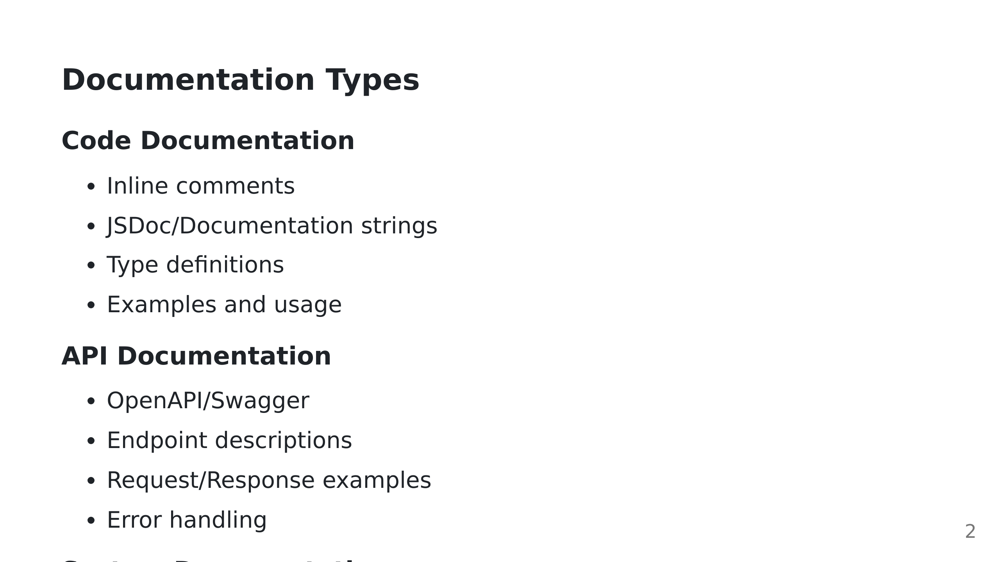 Documentation Types
Code Documentation
• Inline comments
• JSDoc/Documentation strings
• Type definitions
• Examples and usage
API Documentation
• OpenAPI/Swagger
• Endpoint descriptions
• Request/Response examples
• Error handling
2